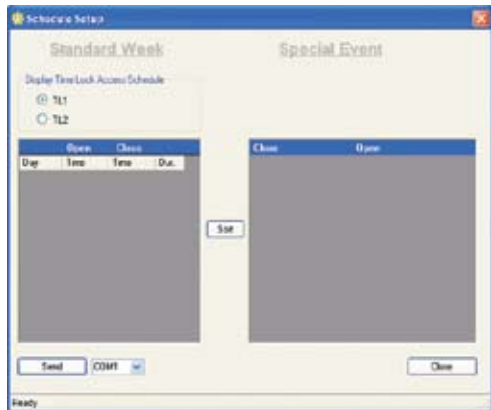 Schedule Setup
Standard Week
Special Event
Display Time Lock Access Schedule
TL1
TL2
Open Close
Day Time Time Dur.
Close Open
Send COM1
Close
Ready